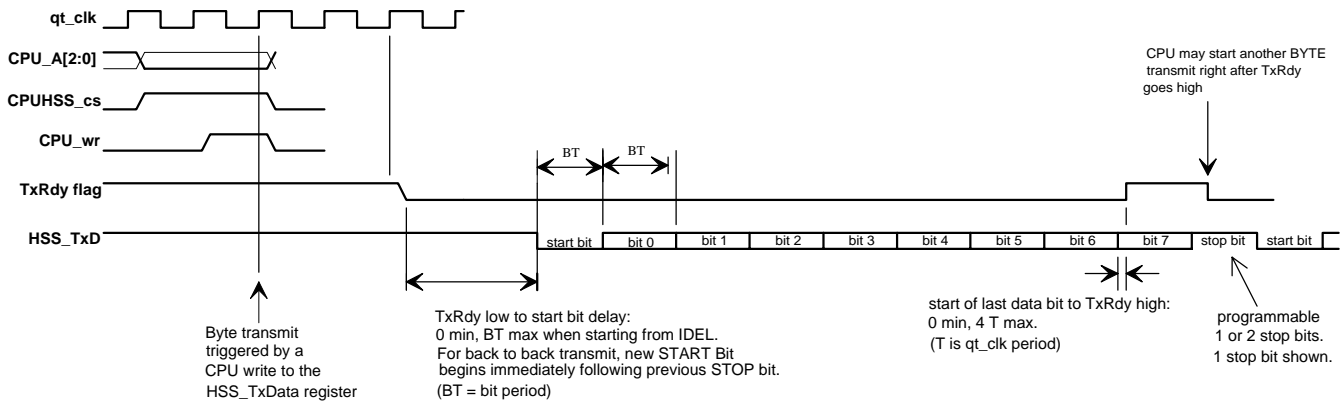 qt_clk
CPU_A[2:0]
CPUHSS_cs
CPU_wr
TxRdy flag
HSS_TxD
CPU may start another BYTE
transmit right after TxRdy
goes high
BT
BT
start bit
bit 0
bit 1
bit 2
bit 3
bit 4
bit 5
bit 6
bit 7
stop bit
start bit
Byte transmit
triggered by a
CPU write to the
HSS_TxData register
TxRdy low to start bit delay:
0 min, BT max when starting from IDEL.
For back to back transmit, new START Bit
begins immediately following previous STOP bit.
(BT = bit period)
start of last data bit to TxRdy high:
0 min, 4 T max.
(T is qt_clk period)
programmable
1 or 2 stop bits.
1 stop bit shown.